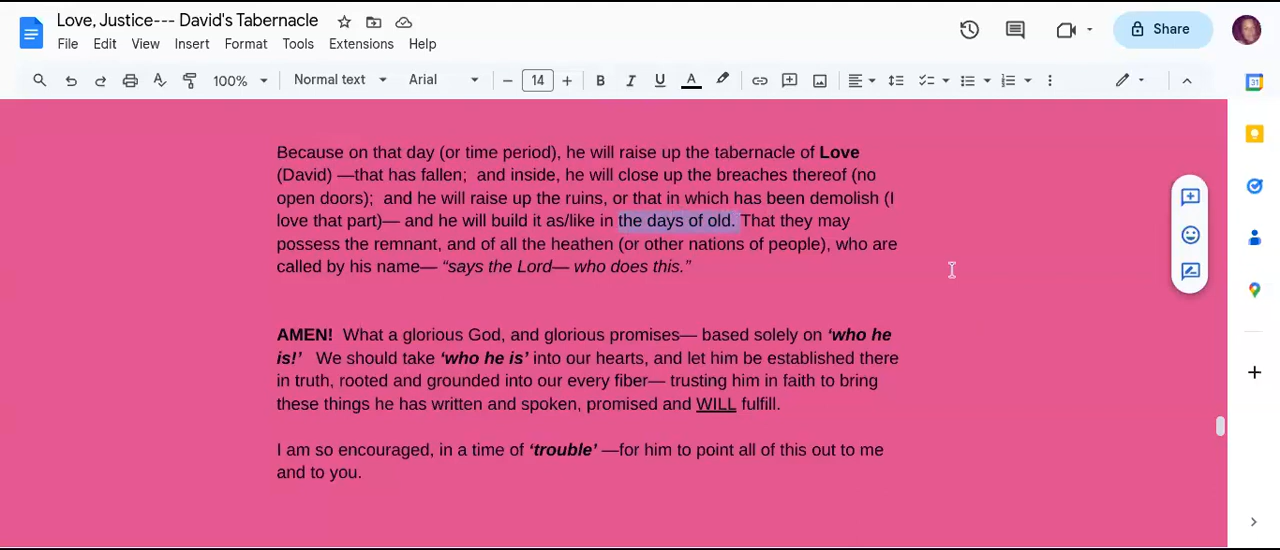 Love, Justice--- David's Tabernacle
File Edit View Insert Format Tools Extensions Help
Share
100% Normal text Arial 14 B I U A
Because on that day (or time period), he will raise up the tabernacle of Love
(David) —that has fallen;  and inside, he will close up the breaches thereof (no
open doors);  and he will raise up the ruins, or that in which has been demolish (I
love that part)— and he will build it as/like in the days of old. That they may
possess the remnant, and of all the heathen (or other nations of people), who are
called by his name— “says the Lord— who does this.”
AMEN!  What a glorious God, and glorious promises— based solely on ‘who he
is!’   We should take ‘who he is’ into our hearts, and let him be established there
in truth, rooted and grounded into our every fiber— trusting him in faith to bring
these things he has written and spoken, promised and WILL fulfill.
I am so encouraged, in a time of ‘trouble’ —for him to point all of this out to me
and to you.